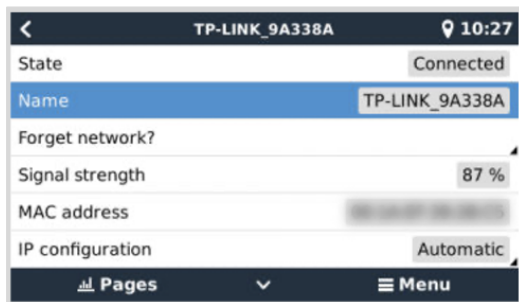 TP-LINK_9A338A 10:27
State Connected
Name TP-LINK_9A338A
Forget network?
Signal strength 87 %
MAC address
IP configuration Automatic
Pages Menu